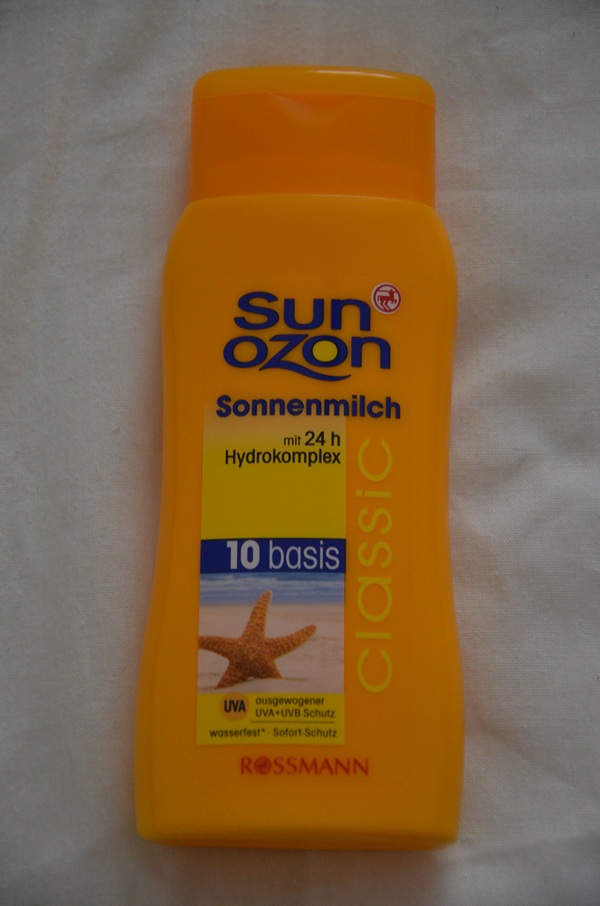 Sun
ozon
Sonnenmilch
mit 24 h
Hydrokomplex
classic
10 basis
UVA
ausgewogener
UVA+UVB Schutz
wasserfest* · Sofort-Schutz
ROSSMANN